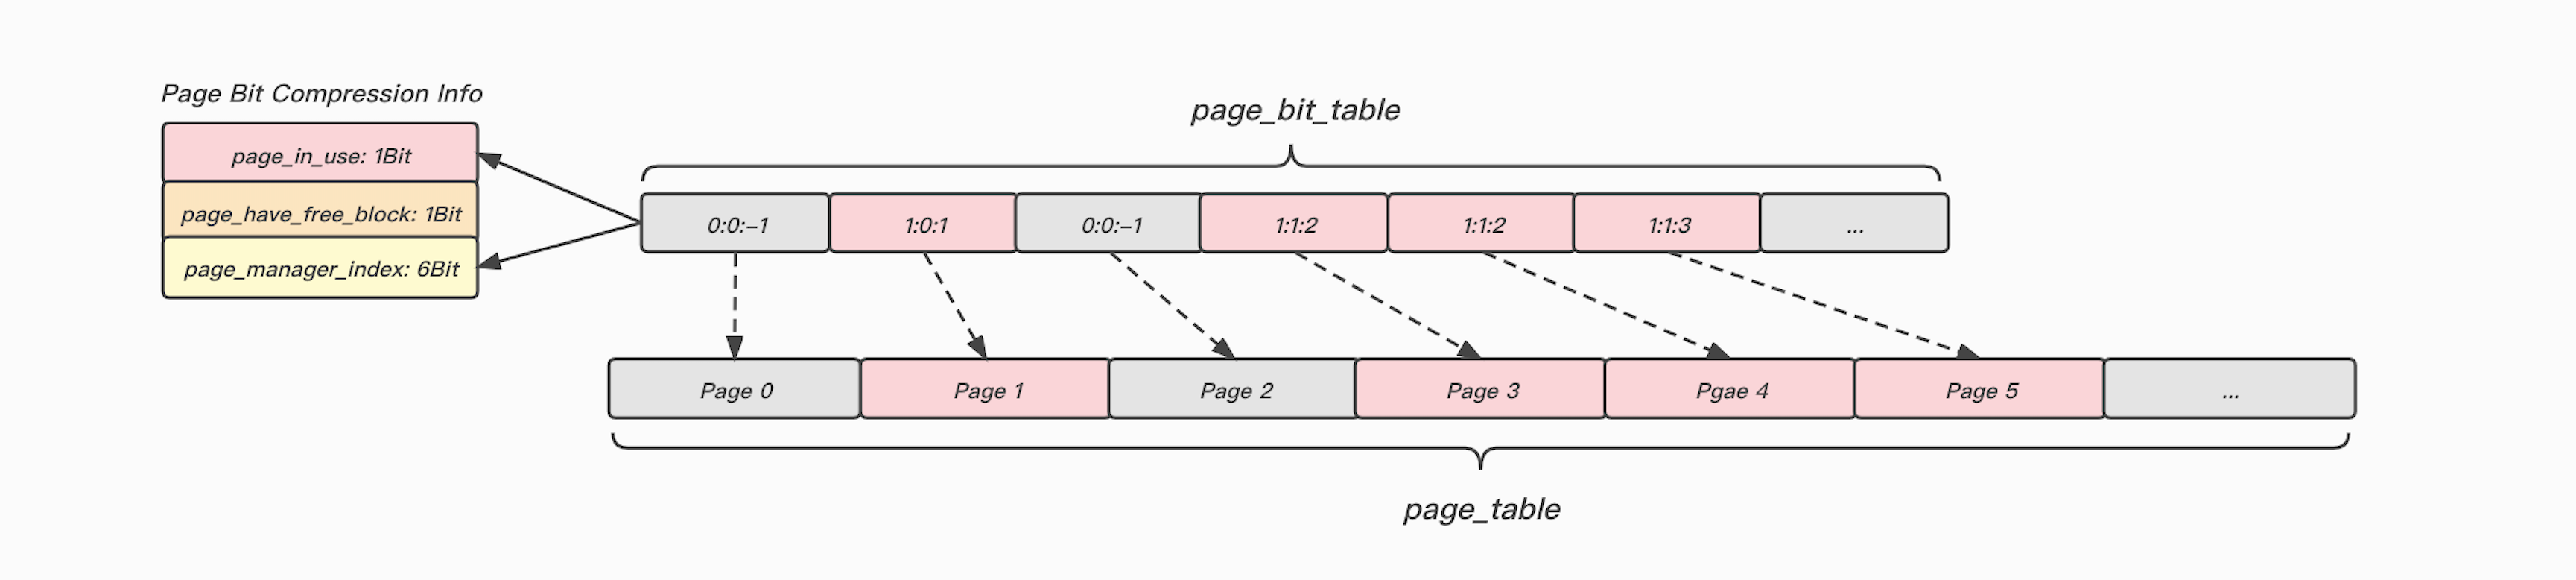 Page Bit Compression Info
page_in_use: 1Bit
page_have_free_block: 1Bit
page_manager_index: 6Bit
page_bit_table
0:0:–1
1:0:1
0:0:–1
1:1:2
1:1:2
1:1:3
...
Page 0
Page 1
Page 2
Page 3
Pgae 4
Page 5
...
page_table